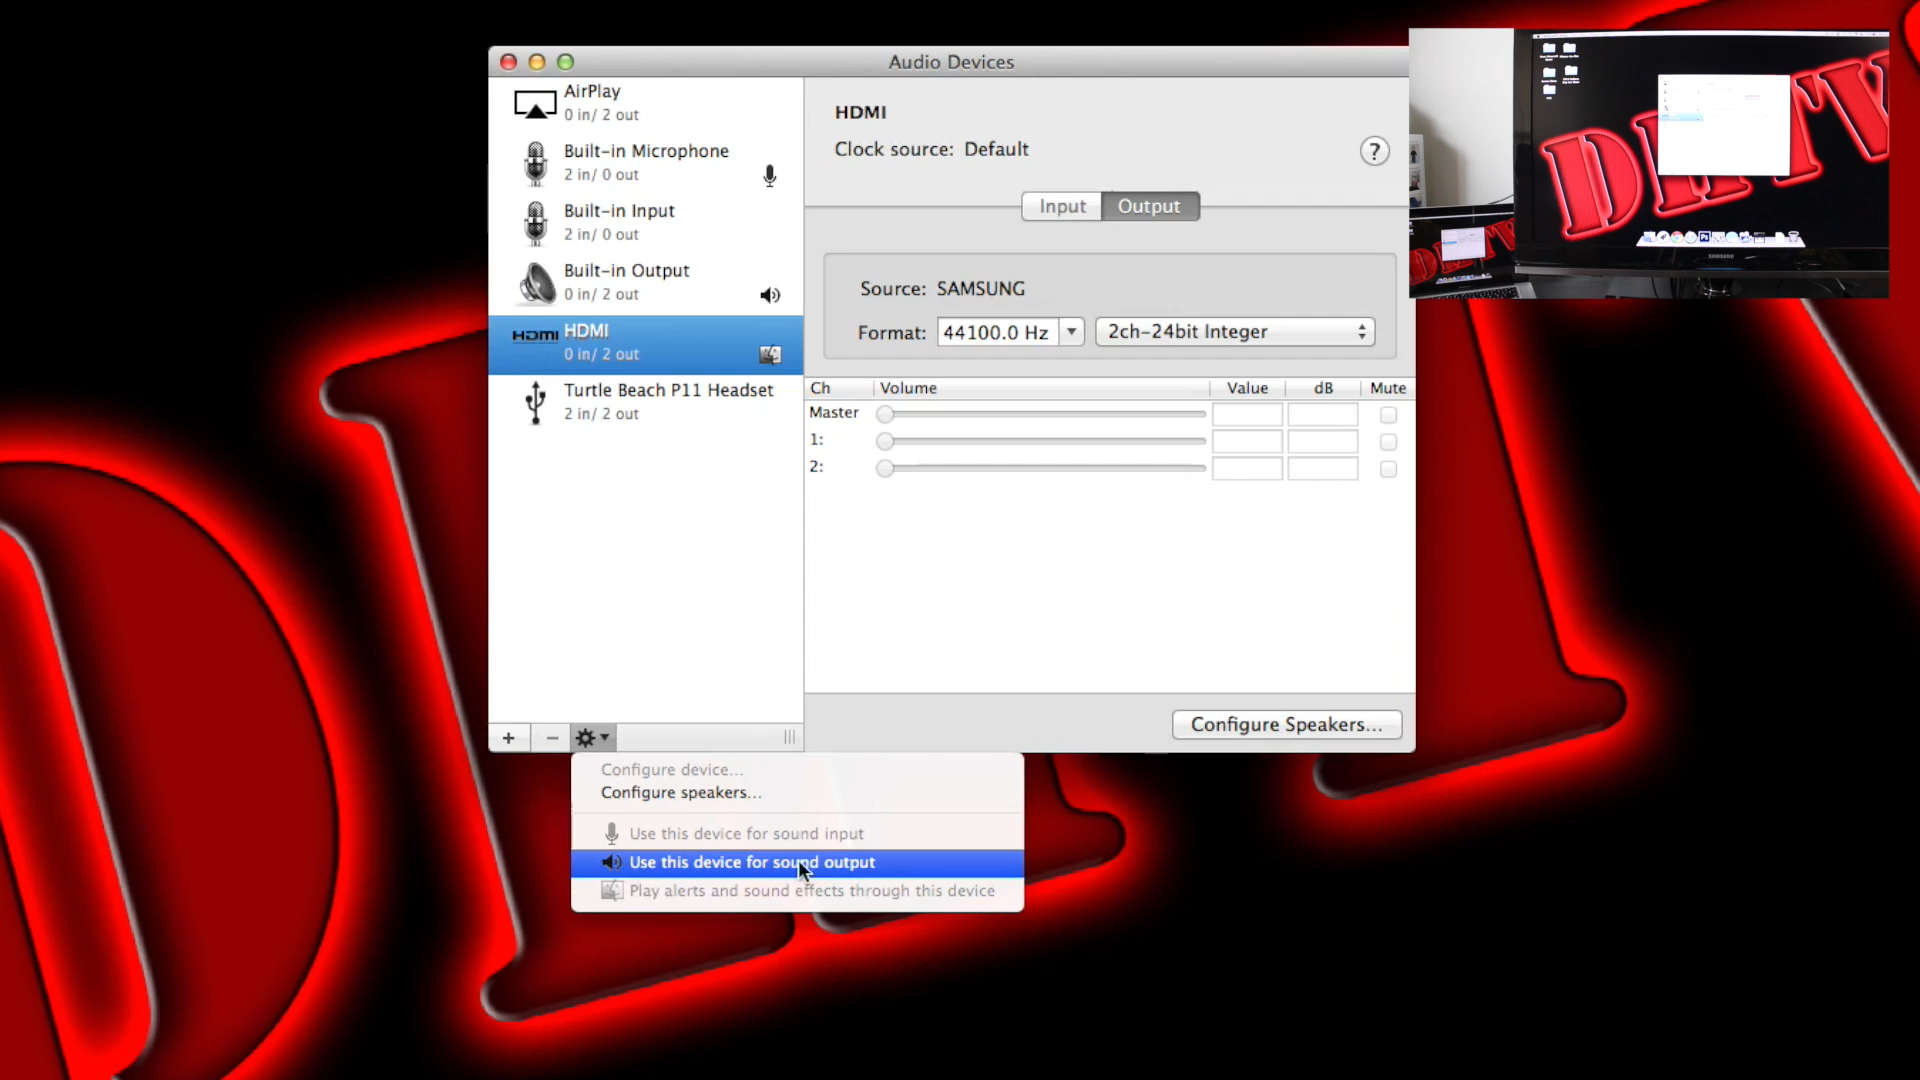 Audio Devices
AirPlay
0 in/ 2 out
Built-in Microphone
2 in/ 0 out
Built-in Input
2 in/ 0 out
Built-in Output
0 in/ 2 out
HDMI HDMI
0 in/ 2 out
Turtle Beach P11 Headset
2 in/ 2 out
HDMI
Clock source: Default
?
Input Output
Source: SAMSUNG
Format: 44100.0 Hz 2ch-24bit Integer
Ch Volume Value dB Mute
Master
1:
2:
Configure Speakers...
Configure device...
Configure speakers...
Use this device for sound input
Use this device for sound output
Play alerts and sound effects through this device
SAMSUNG